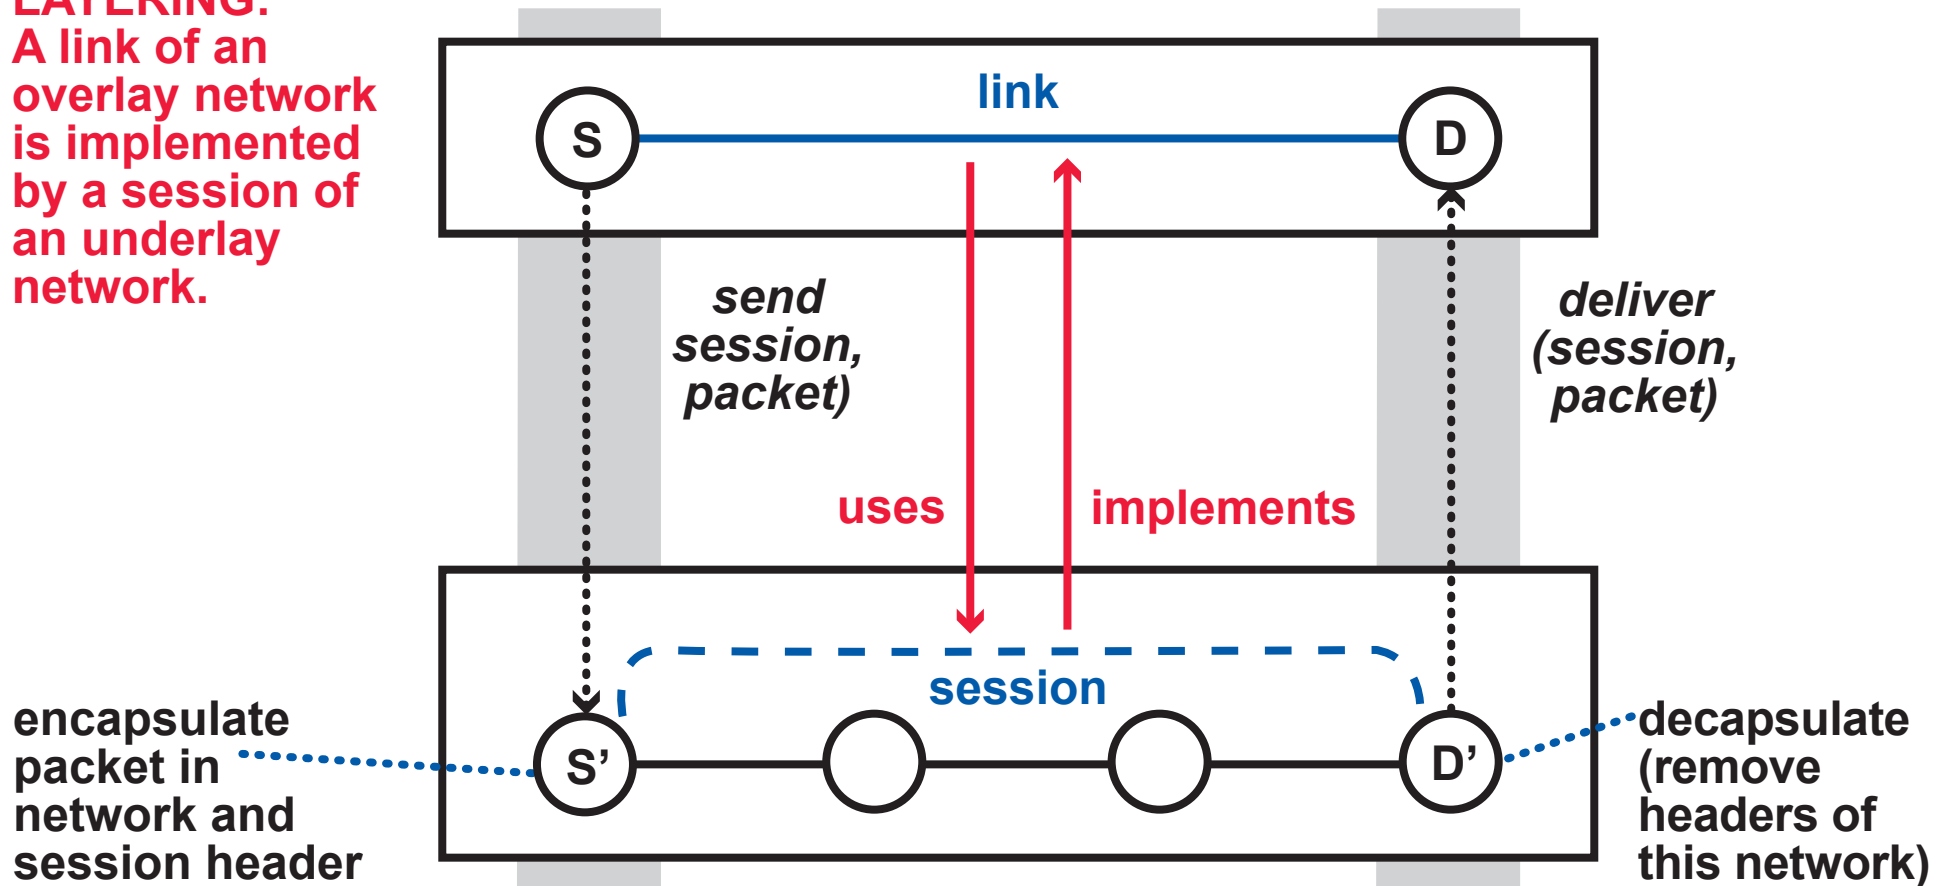 LAYERING:
A link of an
overlay network
is implemented
by a session of
an underlay
network.
link
S
D
send
session,
packet)
deliver
(session,
packet)
uses
implements
session
encapsulate
packet in
network and
session header
S’
D’
decapsulate
(remove
headers of
this network)